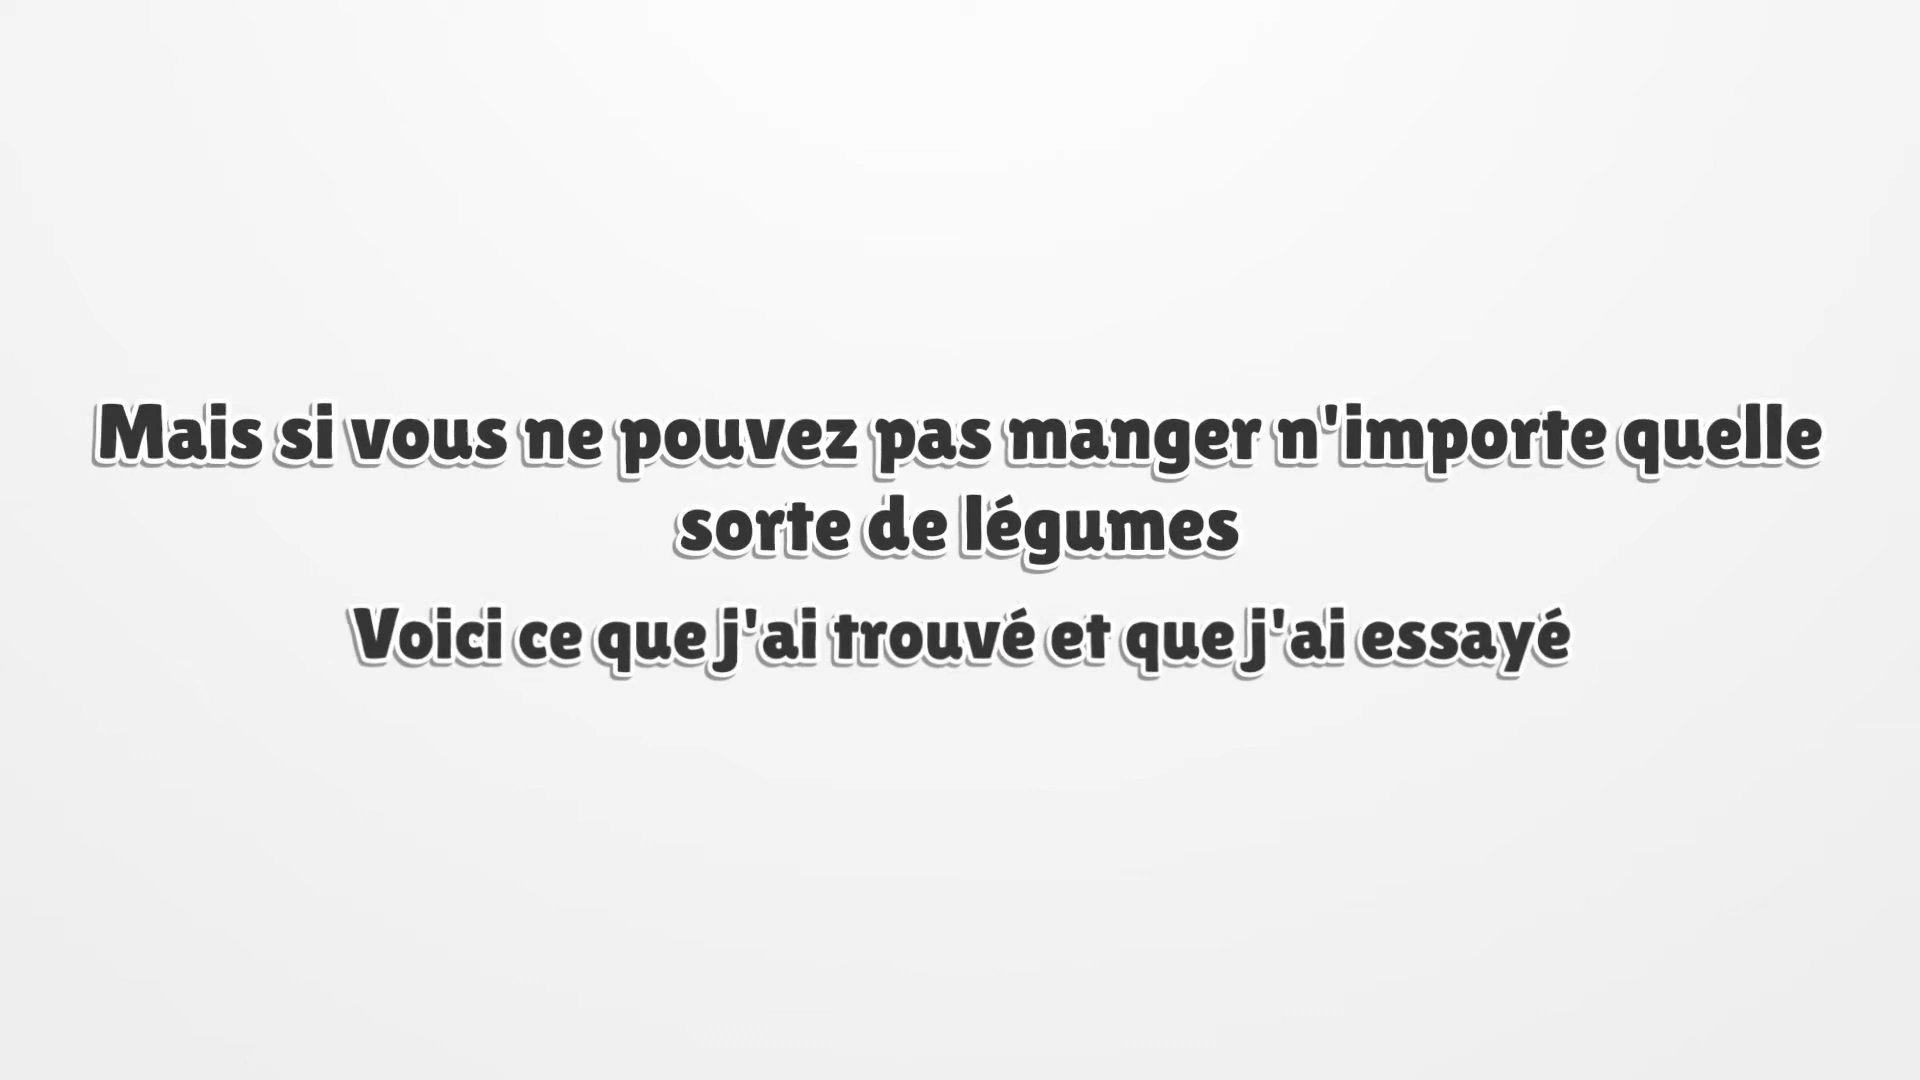 Mais si vous ne pouvez pas manger n'importe quelle
sorte de légumes
Voici ce que j'ai trouvé et que j'ai essayé